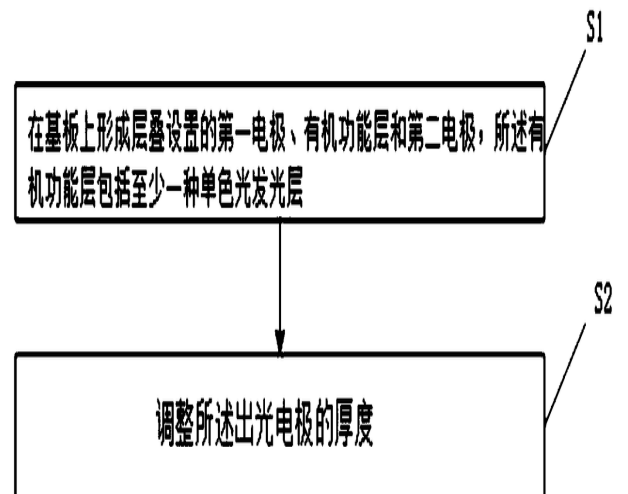 S1
在基板上形成层叠设置的第一电极、有机功能层和第二电极，所述有
机功能层包括至少一种单色光发光层
S2
调整所述出光电极的厚度